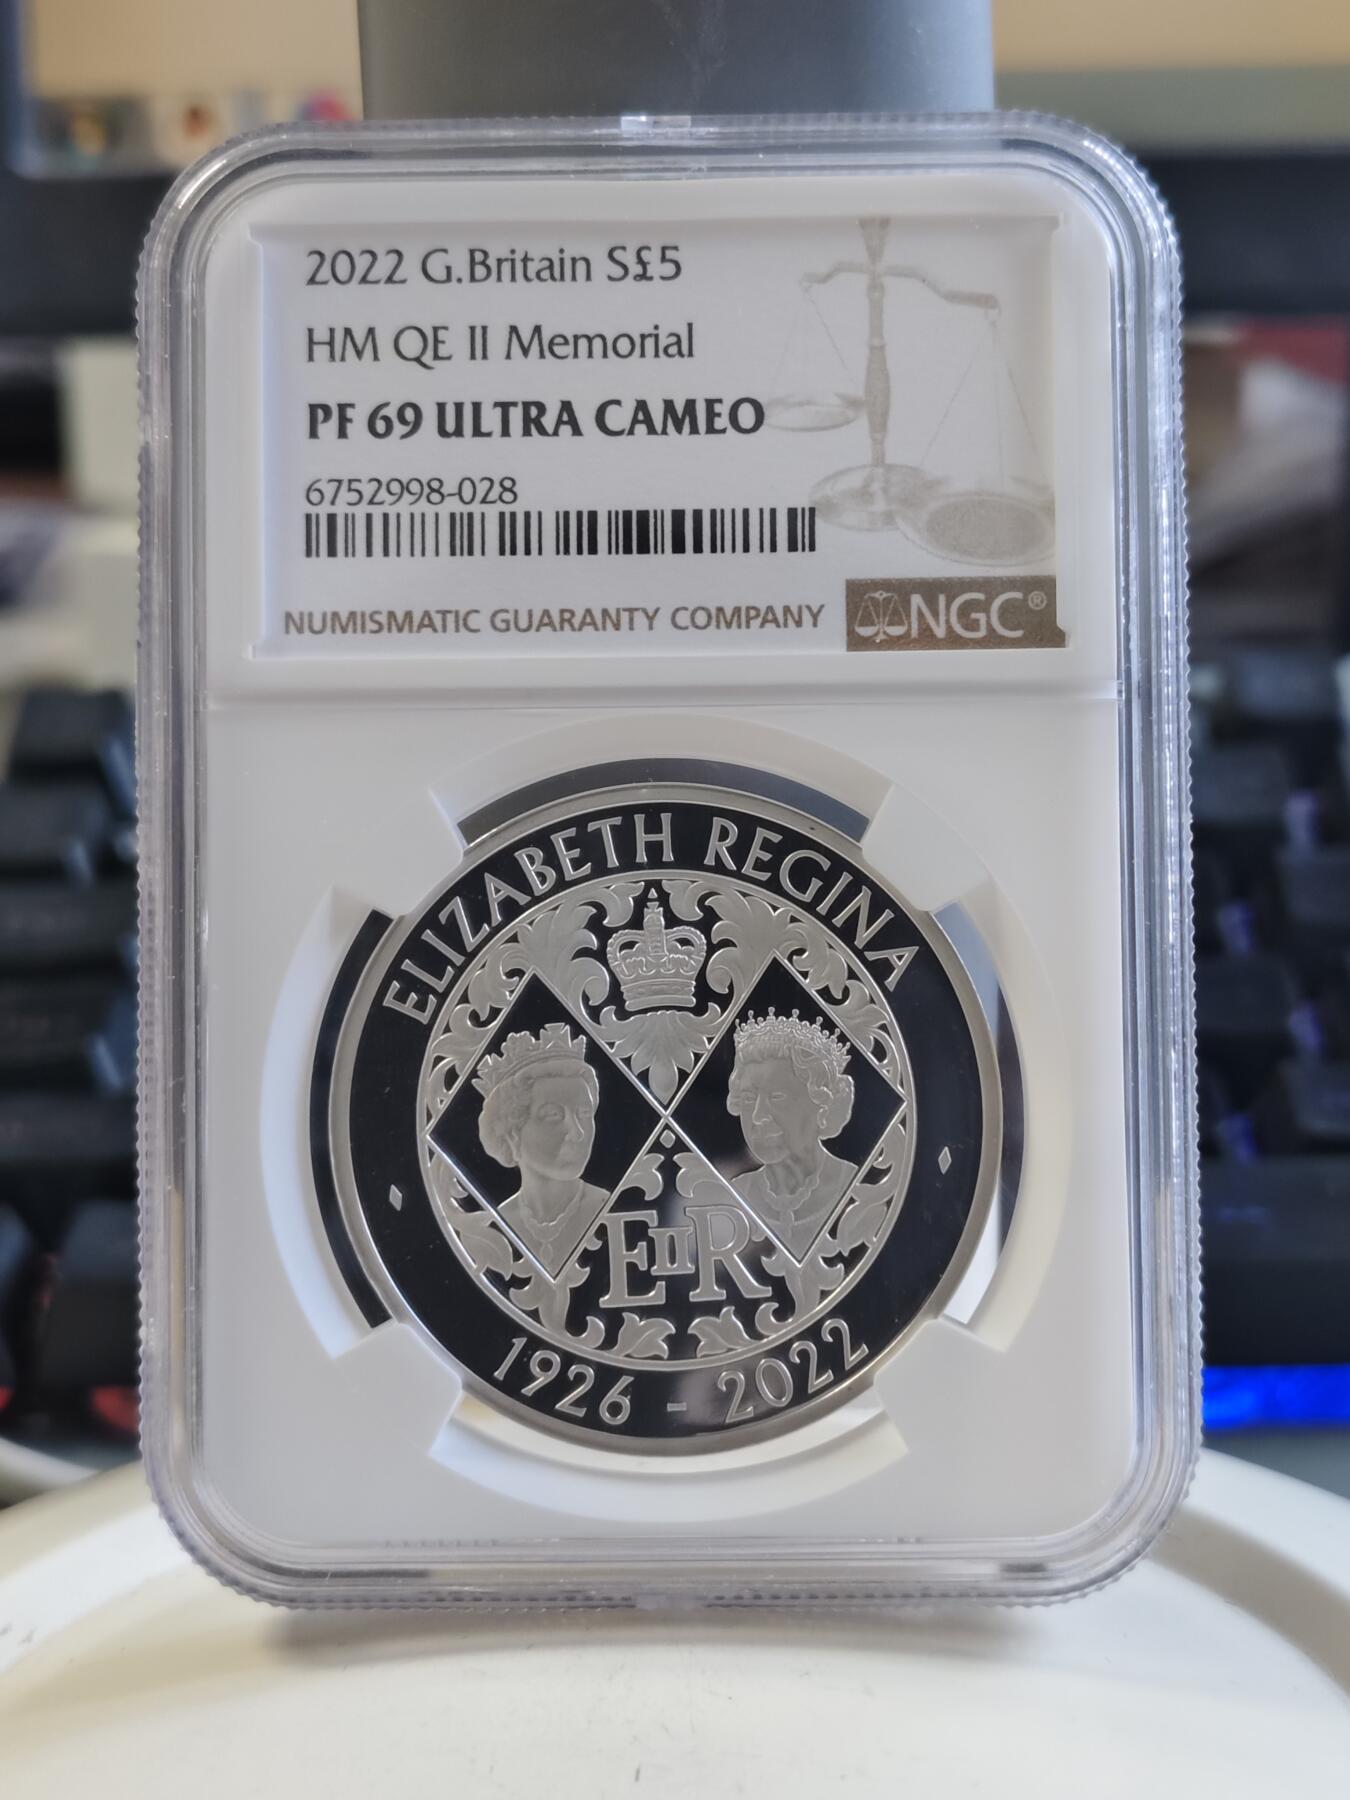 2022 G.Britain S£5
HM QE II Memorial
PF 69 ULTRA CAMEO
6752998-028
NUMISMATIC GUARANTY COMPANY
NGC®
ELIZABETH REGINA
EIIR
1926 - 2022